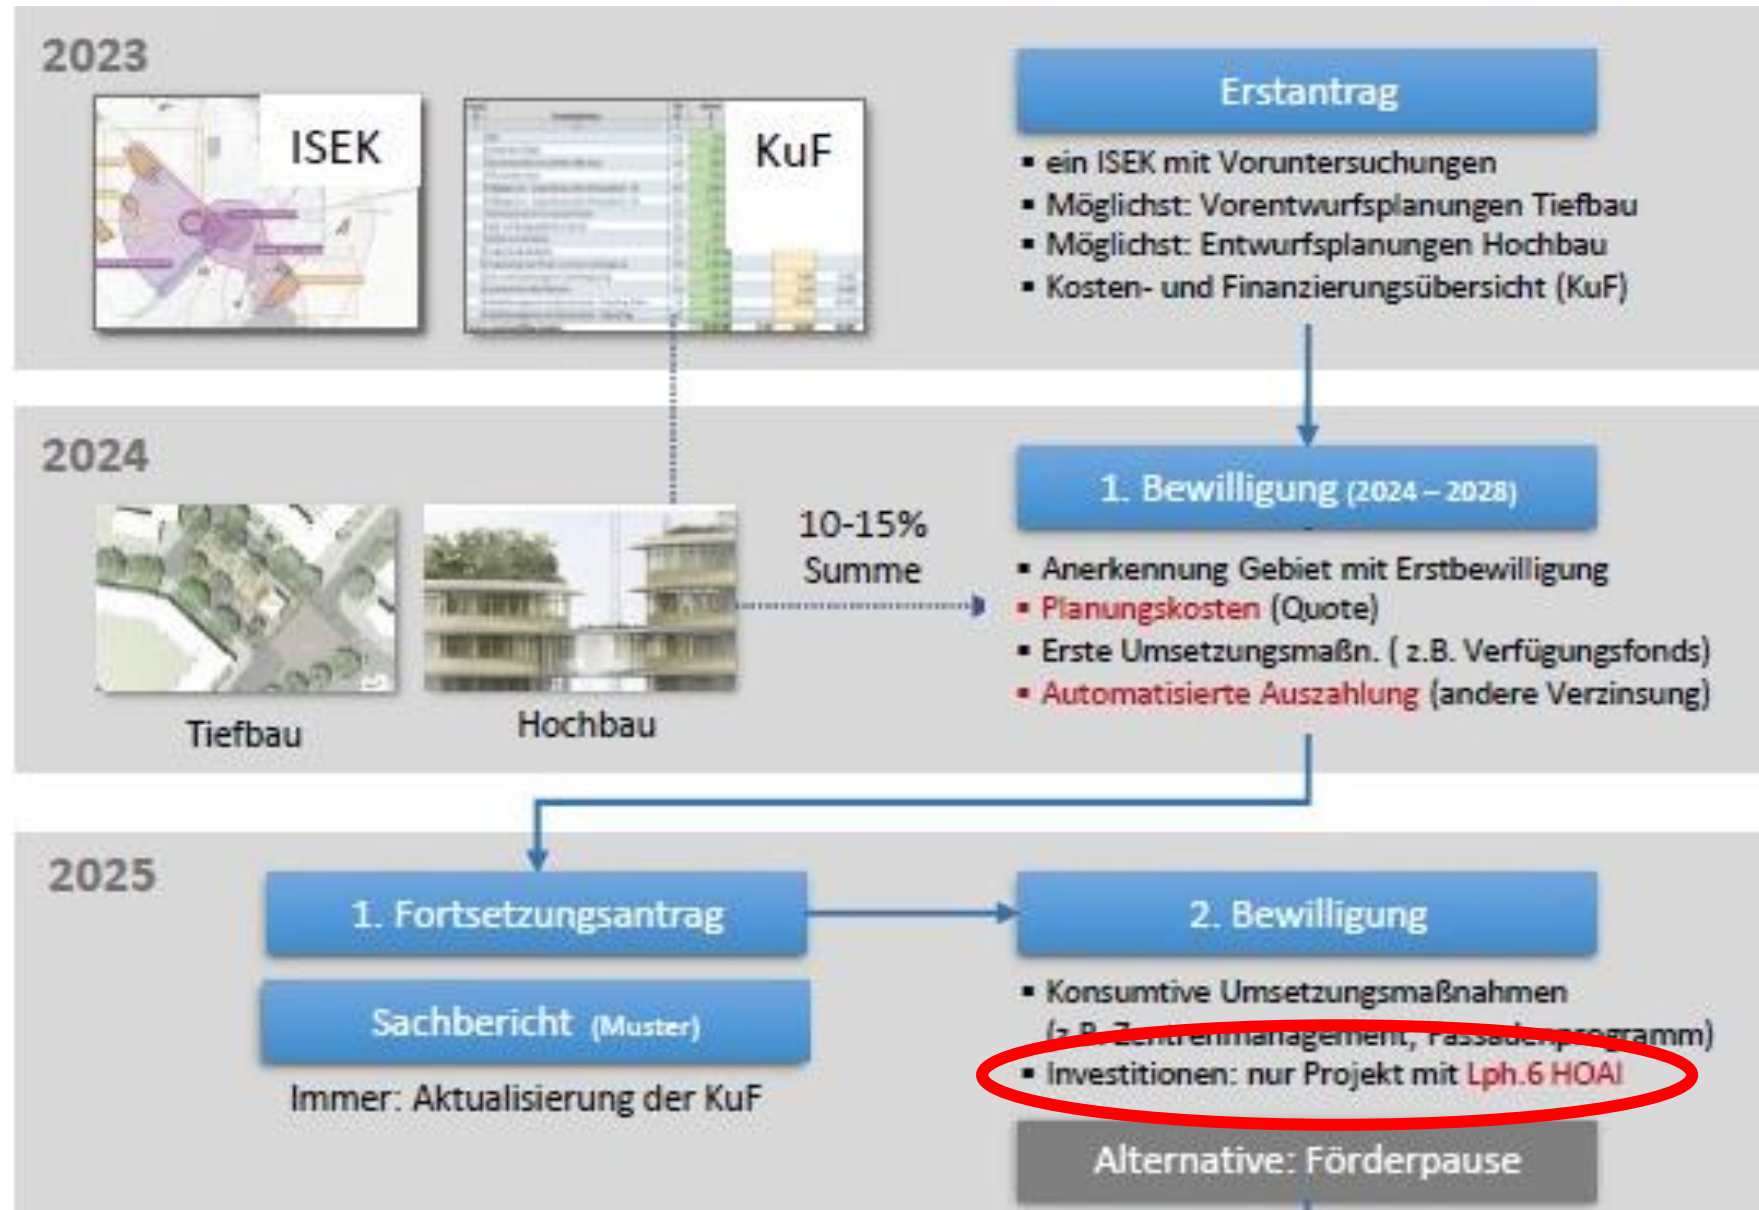 2023
ISEK
KuF
Erstantrag
▪ ein ISEK mit Voruntersuchungen
▪ Möglichst: Vorentwurfsplanungen Tiefbau
▪ Möglichst: Entwurfsplanungen Hochbau
▪ Kosten- und Finanzierungsübersicht (KuF)
2024
Tiefbau
Hochbau
10-15%
Summe
1. Bewilligung (2024 – 2028)
▪ Anerkennung Gebiet mit Erstbewilligung
▪ Planungskosten (Quote)
▪ Erste Umsetzungsmaßn. ( z.B. Verfügungsfonds)
▪ Automatisierte Auszahlung (andere Verzinsung)
2025
1. Fortsetzungsantrag
Sachbericht (Muster)
Immer: Aktualisierung der KuF
2. Bewilligung
▪ Konsumtive Umsetzungsmaßnahmen
(z.B. Zentrenmanagement, Fassadenprogramm)
▪ Investitionen: nur Projekt mit Lph.6 HOAI
Alternative: Förderpause